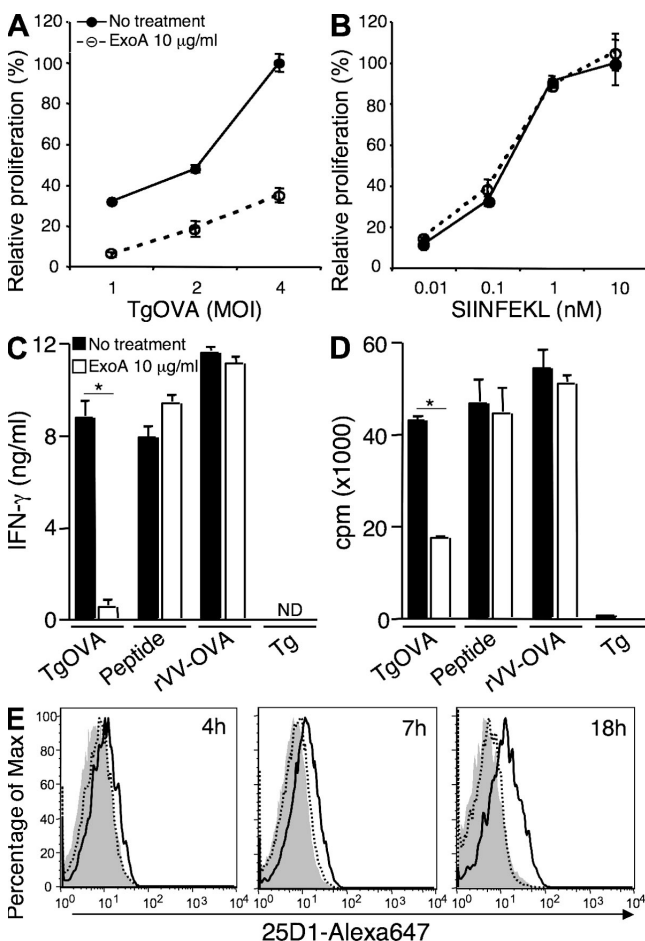 A
No treatment
ExoA 10 μg/ml
Relative proliferation (%)
120
100
80
60
40
20
0
1 2 4
TgOVA (MOI)
B
Relative proliferation (%)
120
100
80
60
40
20
0
0.01 0.1 1 10
SIINFEKL (nM)
C
No treatment
ExoA 10 μg/ml
IFN-γ (ng/ml)
12
8
4
0
*
ND
TgOVA Peptide rVV-OVA Tg
D
cpm (x1000)
60
40
20
0
*
TgOVA Peptide rVV-OVA Tg
E
Percentage of Max
100
80
60
40
20
0
4h
10⁰ 10¹ 10² 10³ 10⁴
7h
10⁰ 10¹ 10² 10³ 10⁴
18h
10⁰ 10¹ 10² 10³ 10⁴
25D1-Alexa647